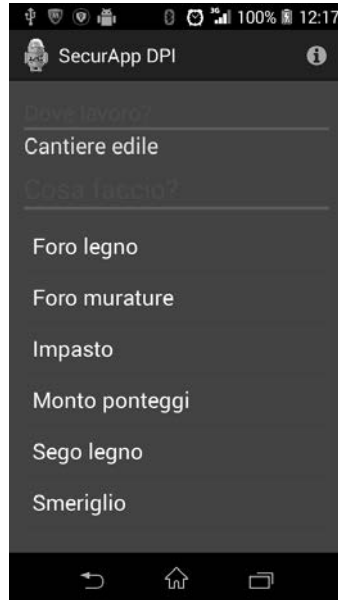 100% 12:17
SecurApp DPI
Dove lavoro?
Cantiere edile
Cosa faccio?
Foro legno
Foro murature
Impasto
Monto ponteggi
Sego legno
Smeriglio